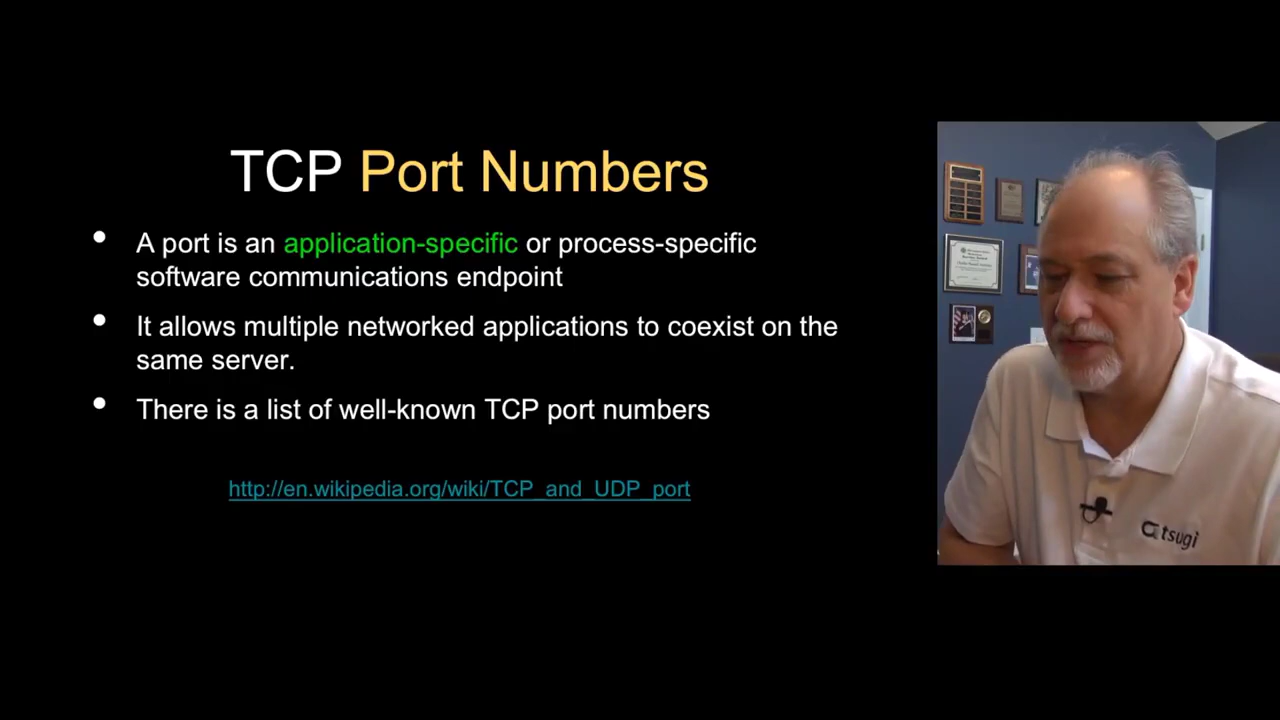 TCP Port Numbers
• A port is an application-specific or process-specific
software communications endpoint
• It allows multiple networked applications to coexist on the
same server.
• There is a list of well-known TCP port numbers
http://en.wikipedia.org/wiki/TCP_and_UDP_port
tsugi